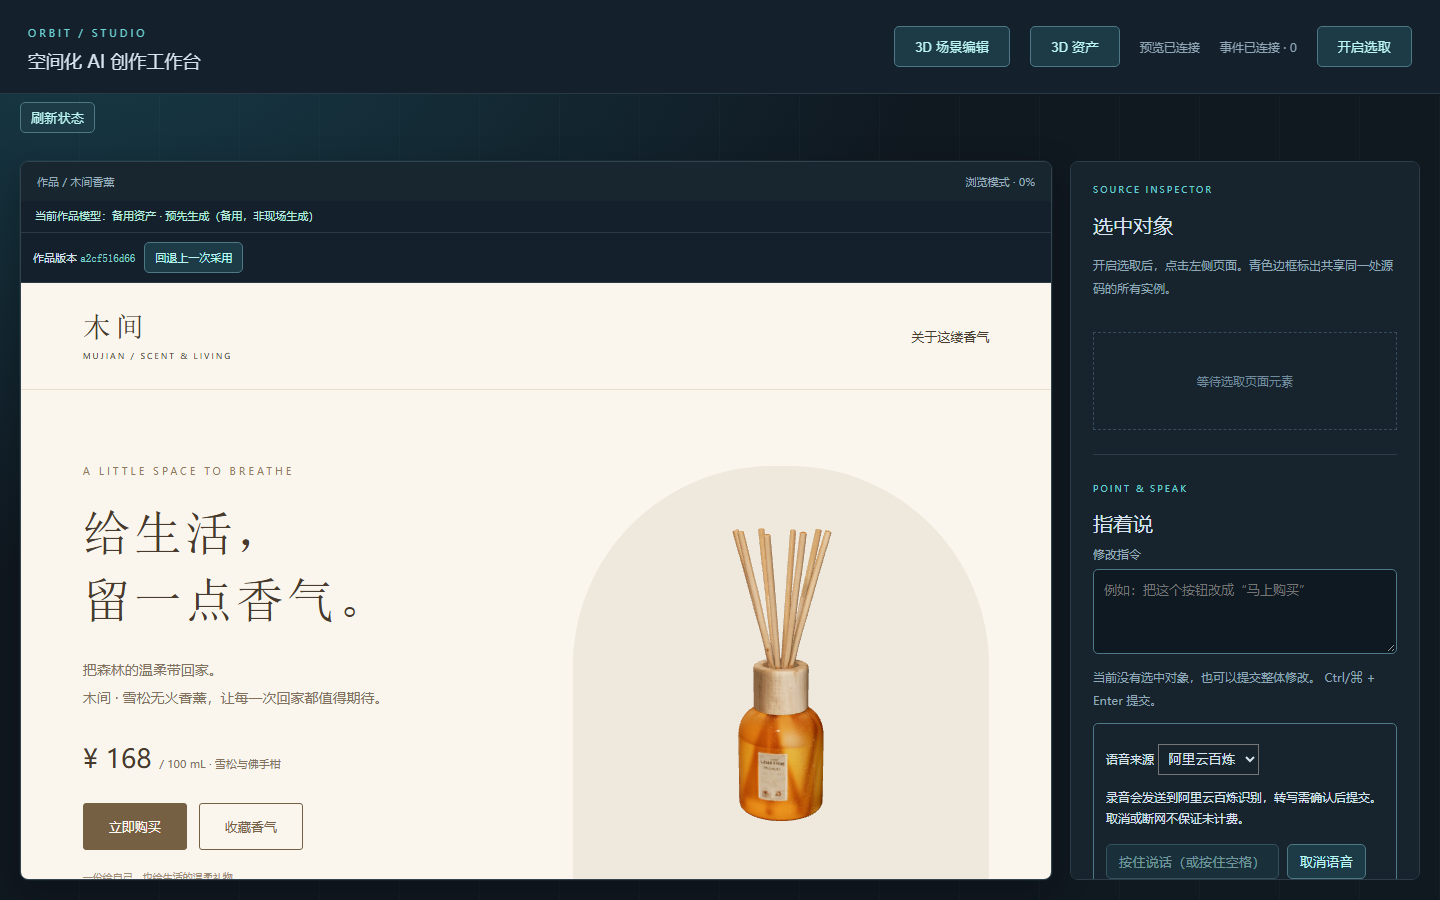 ORBIT / STUDIO
空间化 AI 创作工作台
3D 场景编辑
3D 资产
预览已连接
事件已连接 · 0
开启选取
刷新状态
作品 / 木间香薰
浏览模式 · 0%
当前作品模型：备用资产 · 预先生成（备用，非现场生成）
作品版本 a2cf516d66
回退上一次采用
木间
MUJIAN / SCENT & LIVING
关于这缕香气
A LITTLE SPACE TO BREATHE
给生活，
留一点香气。
把森林的温柔带回家。
木间 · 雪松无火香薰，让每一次回家都值得期待。
¥ 168 / 100 mL · 雪松与佛手柑
立即购买
收藏香气
一份给自己，也给生活的温柔礼物
SOURCE INSPECTOR
选中对象
开启选取后，点击左侧页面。青色边框标出共享同一处源
码的所有实例。
等待选取页面元素
POINT & SPEAK
指着说
修改指令
例如：把这个按钮改成“马上购买”
当前没有选中对象，也可以提交整体修改。 Ctrl/⌘ +
Enter 提交。
语音来源 阿里云百炼
录音会发送到阿里云百炼识别，转写需确认后提交。
取消或断网不保证未计费。
按住说话（或按住空格）
取消语音